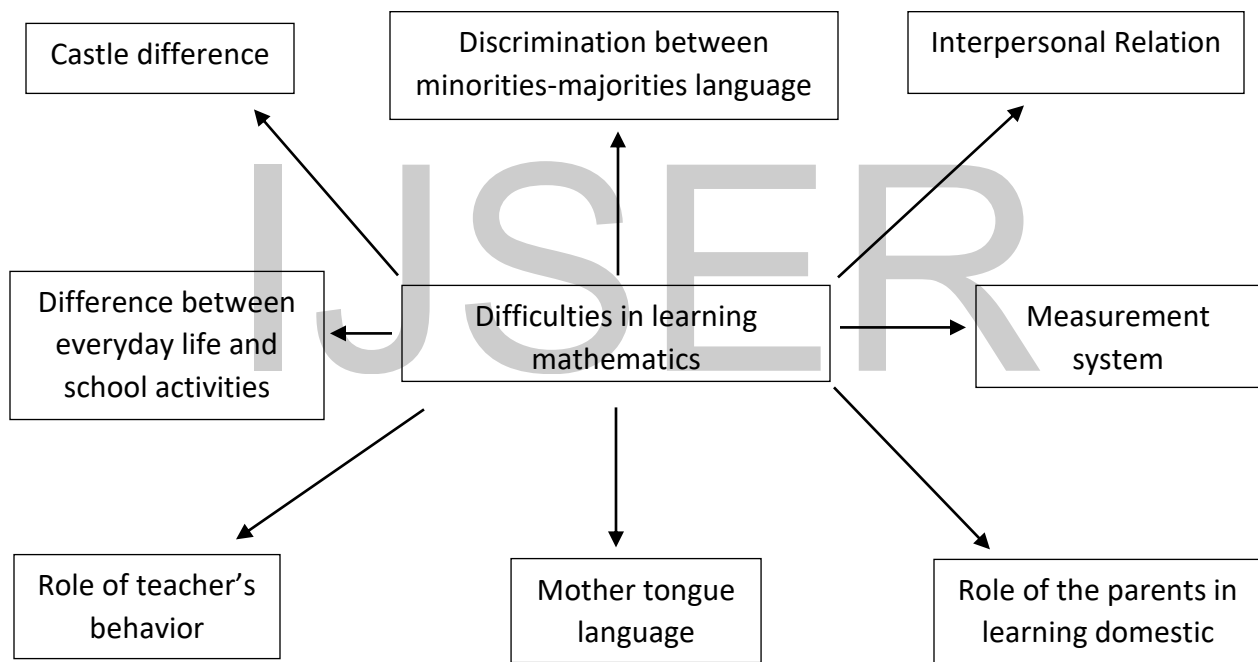 Castle difference
Discrimination between
minorities-majorities language
Interpersonal Relation
IJSER
Difference between
everyday life and
school activities
Difficulties in learning
mathematics
Measurement
system
Role of teacher’s
behavior
Mother tongue
language
Role of the parents in
learning domestic